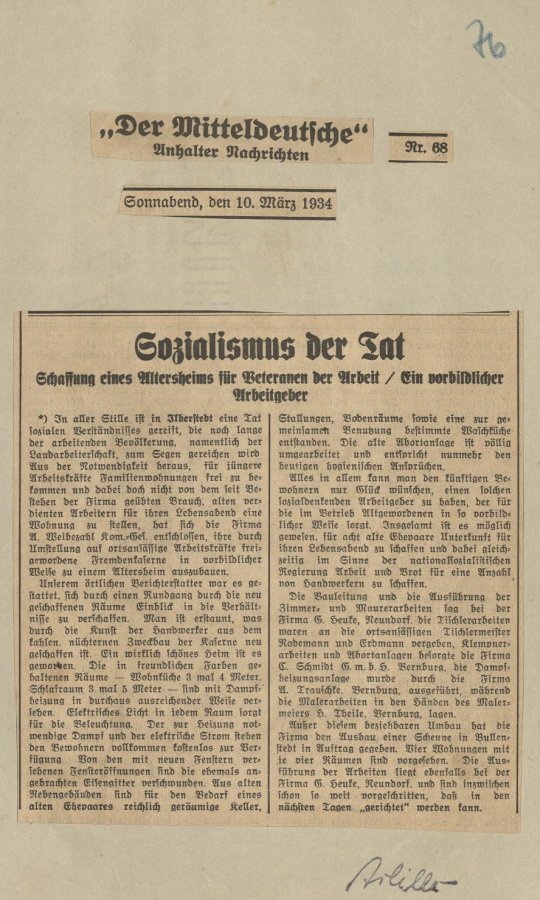 76
„Der Mitteldeutsche“
Anhalter Nachrichten
Nr. 68
Sonnabend, den 10. März 1934
Sozialismus der Tat
Schaffung eines Altersheims für Veteranen der Arbeit / Ein vorbildlicher
Arbeitgeber
*) In aller Stille ist in Ilberstedt eine Tat
sozialen Verständnisses gereift, die noch lange
der arbeitenden Bevölkerung, namentlich der
Landarbeiterschaft, zum Segen gereichen wird
Aus der Notwendigkeit heraus, für jüngere
Arbeitskräfte Familienwohnungen frei zu be-
kommen und dabei doch nicht von dem seit Be-
stehen der Firma geübten Brauch, alten ver-
dienten Arbeitern für ihren Lebensabend eine
Wohnung zu stellen, hat sich die Firma
A. Weibezahl Kom.-Ges. entschlossen, ihre durch
Umstellung auf ortsansässige Arbeitskräfte frei-
gewordene Fremdenkaserne in vorbildlicher
Weise zu einem Altersheim auszubauen.
Unserem örtlichen Berichterstatter war es ge-
stattet, sich durch einen Rundgang durch die neu
geschaffenen Räume Einblick in die Verhält-
nisse zu verschaffen. Man ist erstaunt, was
durch die Kunst der Handwerker aus dem
kahlen, nüchternen Zweckbau der Kaserne neu
geschaffen ist. Ein wirklich schönes Heim ist es
geworden. Die in freundlichen Farben ge-
haltenen Räume — Wohnküche 3 mal 4 Meter,
Schlafraum 3 mal 5 Meter — sind mit Dampf-
heizung in durchaus ausreichender Weise ver-
sehen. Elektrisches Licht in jedem Raum sorgt
für die Beleuchtung. Der zur Heizung not-
wendige Dampf und der elektrische Strom stehen
den Bewohnern vollkommen kostenlos zur Ver-
fügung Von den mit neuen Fenstern ver-
sehenen Fensteröffnungen sind die ehemals an-
gebrachten Eisengitter verschwunden. Aus alten
Nebengebäuden sind für den Bedarf eines
alten Ehepaares reichlich geräumige Keller,
Stallungen, Bodenräume sowie eine zur ge-
meinsamen Benutzung bestimmte Waschküche
entstanden. Die alte Abortanlage ist völlig
umgearbeitet und entspricht nunmehr den
heutigen hygienischen Ansprüchen.
Alles in allem kann man den künftigen Be-
wohnern nur Glück wünschen, einen solchen
sozialdenkenden Arbeitgeber zu haben, der für
die im Betrieb Altgewordenen in so vorbild-
licher Weise sorgt. Insgesamt ist es möglich
gewesen, für acht alte Ehepaare Unterkunft für
ihren Lebensabend zu schaffen und dabei gleich-
zeitig im Sinne der nationalsozialistischen
Regierung Arbeit und Brot für eine Anzahl
von Handwerkern zu schaffen.
Die Bauleitung und die Ausführung der
Zimmer- und Maurerarbeiten lag bei der
Firma G. Heuke, Neundorf, die Tischlerarbeiten
waren an die ortsansässigen Tischlermeister
Rademann und Erdmann vergeben, Klempner-
arbeiten Abortanlagen besorgte die Firma
C. Schmidt G. m. b. H. Bernburg, die Dampf-
heizungsanlage wurde durch die Firma
A. Trauschke, Bernburg, ausgeführt, während
die Malerarbeiten in den Händen des Maler-
meisters H. Theile, Bernburg, lagen.
Außer diesem beziehbaren Umbau hat die
Firma den Ausbau einer Scheune in Bullen-
stedt in Auftrag gegeben. Vier Wohnungen mit
je vier Räumen sind vorgesehen. Die Aus-
führung der Arbeiten liegt ebenfalls bei der
Firma G. Heuke, Neundorf, und sind inzwischen
schon so weit vorgeschritten, daß in den
nächsten Tagen „gerichtet“ werden kann.